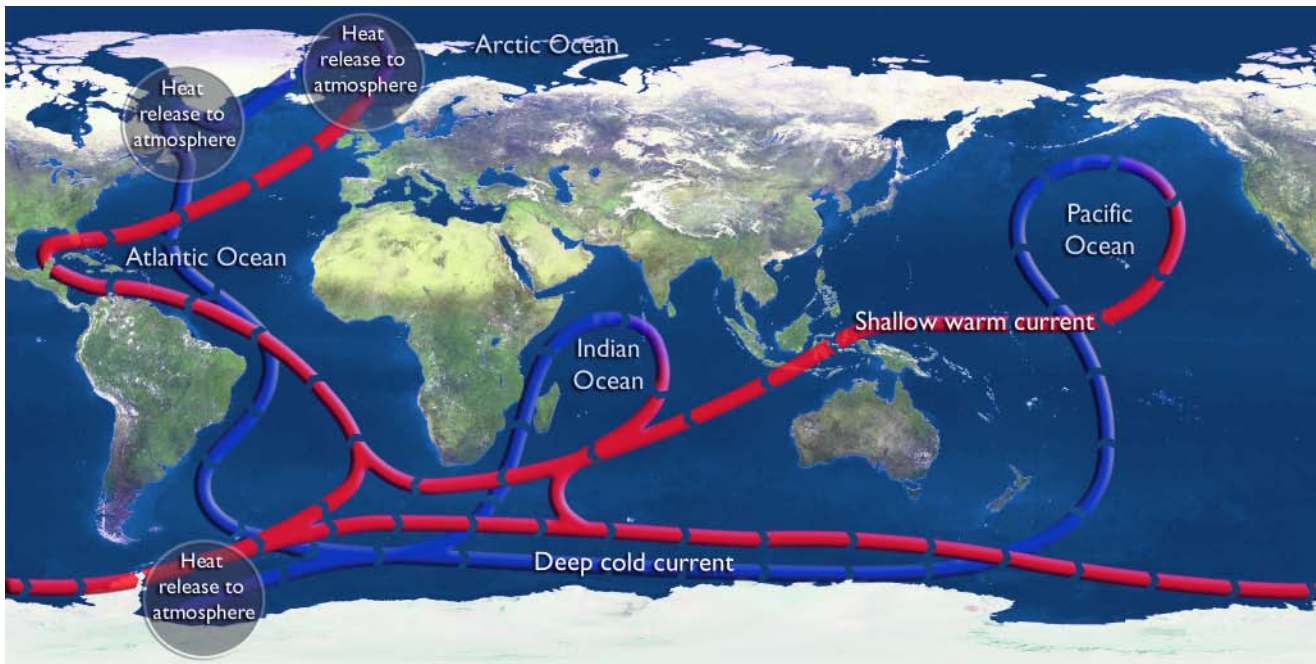 Heat
release to
atmosphere
Arctic Ocean
Heat
release to
atmosphere
Pacific
Ocean
Atlantic Ocean
Shallow warm current
Indian
Ocean
Deep cold current
Heat
release to
atmosphere